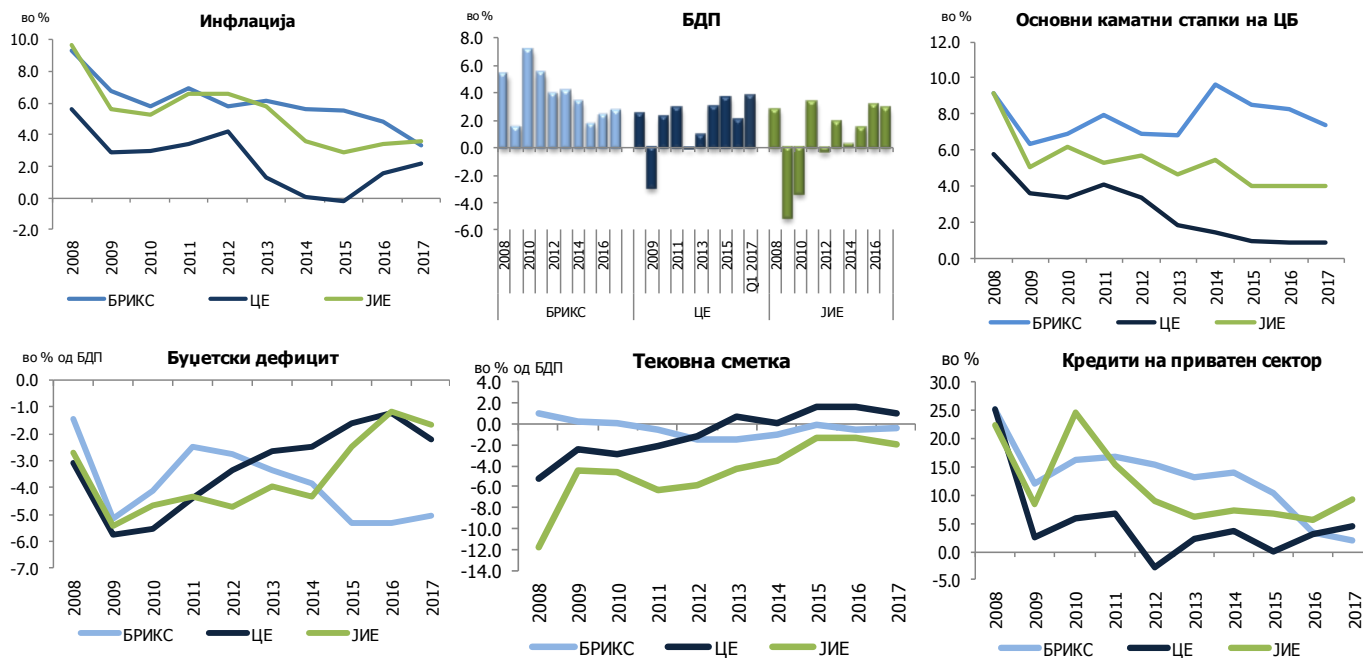 во %
Инфлација
10.0
8.0
6.0
4.0
2.0
0.0
-2.0
2008 2009 2010 2011 2012 2013 2014 2015 2016 2017
БРИКС ЦЕ ЈИЕ
БДП
8.0
6.0
4.0
2.0
0.0
-2.0
-4.0
-6.0
2008 2010 2012 2014 2016 2009 2011 2013 2015 Q1 2017 2008 2010 2012 2014 2016
БРИКС ЦЕ ЈИЕ
во %
Основни каматни стапки на ЦБ
12.0
10.0
8.0
6.0
4.0
2.0
0.0
2008 2009 2010 2011 2012 2013 2014 2015 2016 2017
БРИКС ЦЕ ЈИЕ
во % од БДП
Буџетски дефицит
0.0
-1.0
-2.0
-3.0
-4.0
-5.0
-6.0
-7.0
2008 2009 2010 2011 2012 2013 2014 2015 2016 2017
БРИКС ЦЕ ЈИЕ
во % од БДП
Тековна сметка
4.0
2.0
0.0
-2.0
-4.0
-6.0
-8.0
-10.0
-12.0
-14.0
2008 2009 2010 2011 2012 2013 2014 2015 2016 2017
БРИКС ЦЕ ЈИЕ
во %
Кредити на приватен сектор
30.0
25.0
20.0
15.0
10.0
5.0
0.0
-5.0
2008 2009 2010 2011 2012 2013 2014 2015 2016 2017
БРИКС ЦЕ ЈИЕ